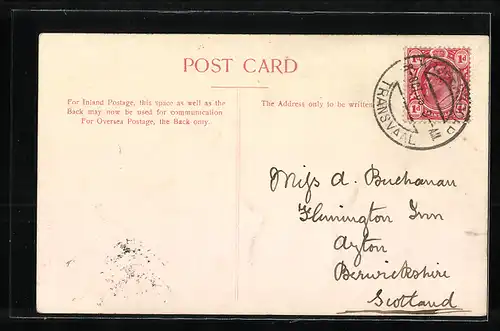 POST CARD
For Inland Postage, this space as well as the
Back may now be used for communication
For Oversea Postage, the Back only.
The Address only to be written
1d 1d
TRANSVAAL
Miss A. Buchanan
Flemington Inn
Ayton
Berwickshire
Scotland